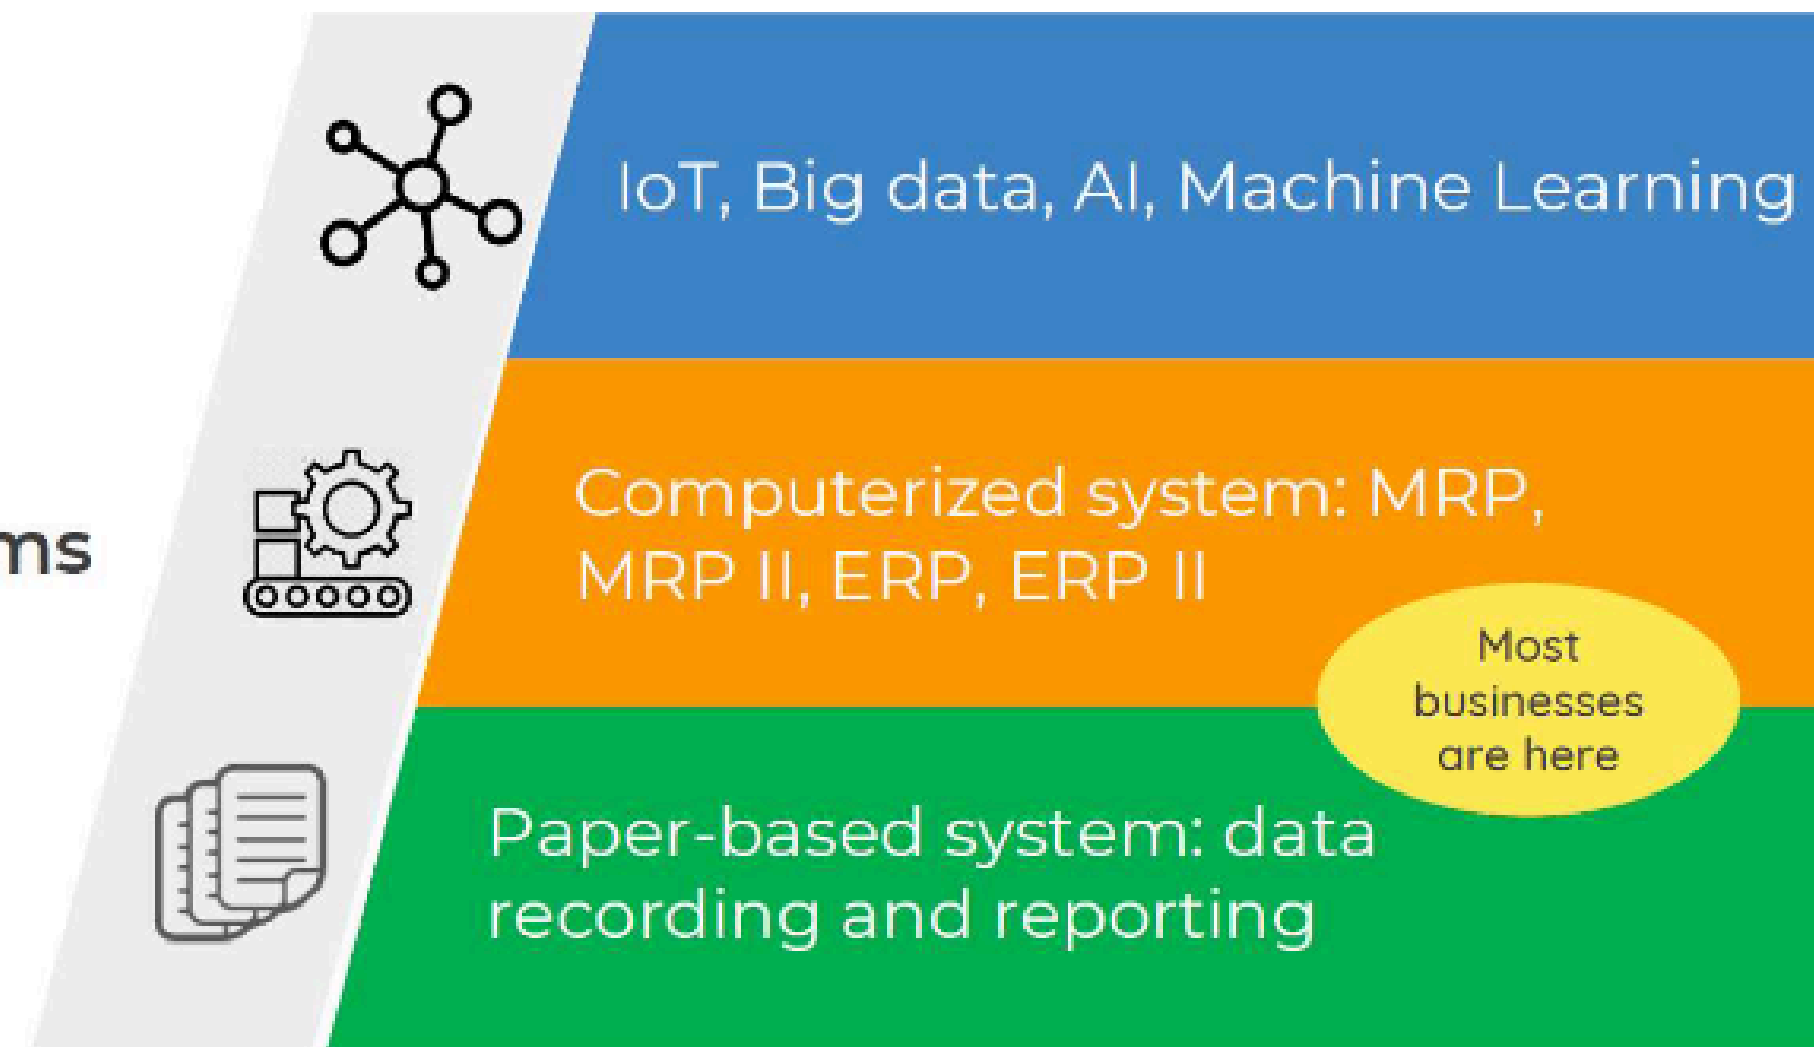 IoT, Big data, AI, Machine Learning
Computerized system: MRP,
MRP II, ERP, ERP II
Most
businesses
are here
Paper-based system: data
recording and reporting